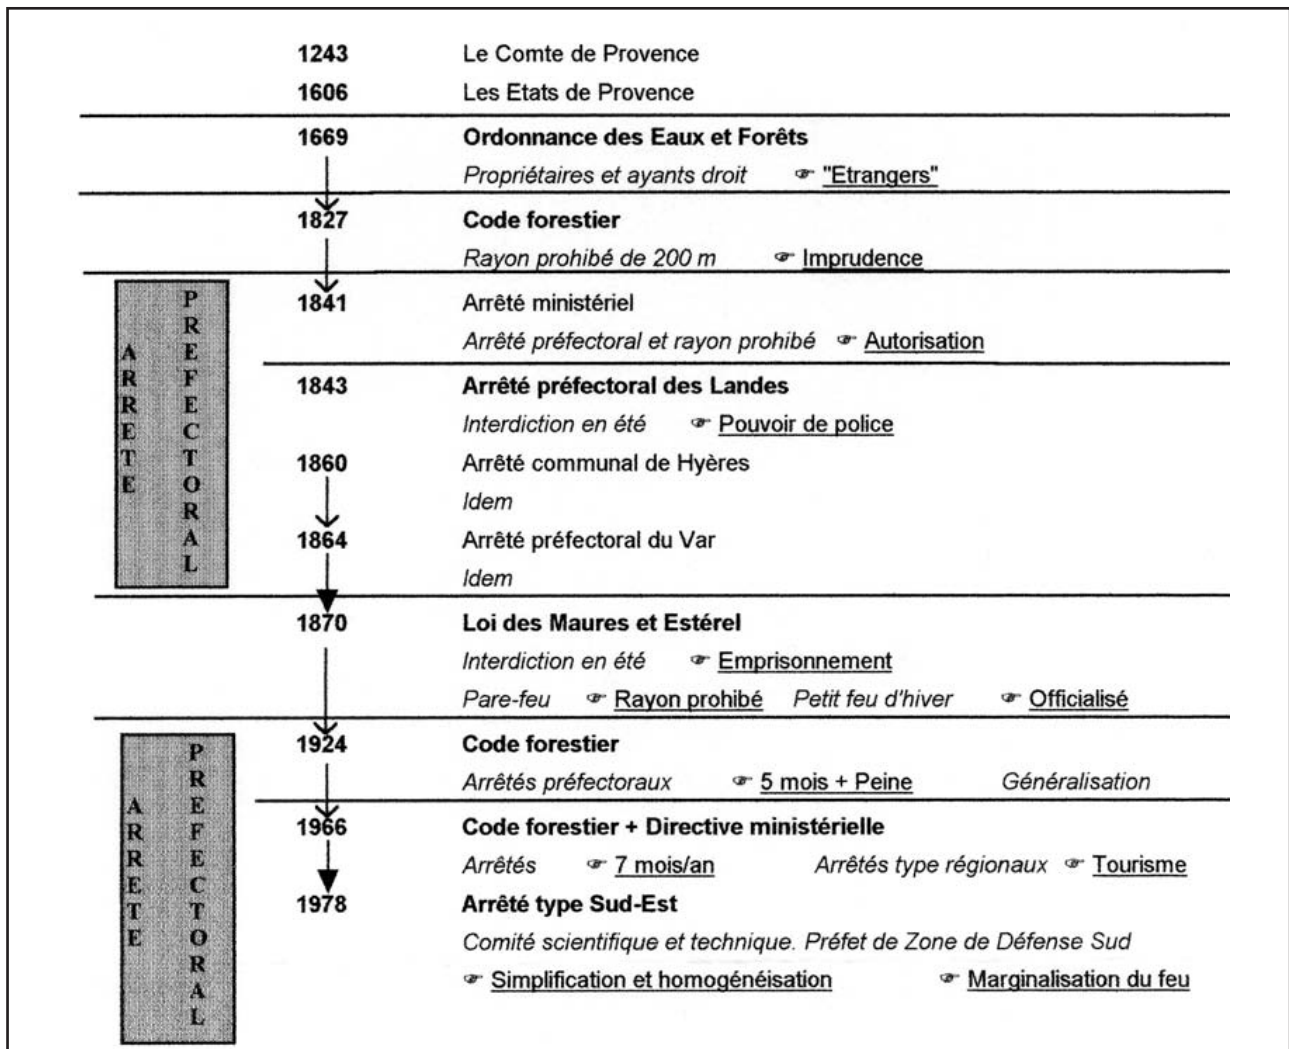 1243 Le Comte de Provence
1606 Les Etats de Provence
1669 Ordonnance des Eaux et Forêts
Propriétaires et ayants droit ☞ "Etrangers"
1827 Code forestier
Rayon prohibé de 200 m ☞ Imprudence
ARRETE PREFECTORAL
1841 Arrêté ministériel
Arrêté préfectoral et rayon prohibé ☞ Autorisation
1843 Arrêté préfectoral des Landes
Interdiction en été ☞ Pouvoir de police
1860 Arrêté communal de Hyères
Idem
1864 Arrêté préfectoral du Var
Idem
1870 Loi des Maures et Estérel
Interdiction en été ☞ Emprisonnement
Pare-feu ☞ Rayon prohibé Petit feu d'hiver ☞ Officialisé
ARRETE PREFECTORAL
1924 Code forestier
Arrêtés préfectoraux ☞ 5 mois + Peine Généralisation
1966 Code forestier + Directive ministérielle
Arrêtés ☞ 7 mois/an Arrêtés type régionaux ☞ Tourisme
1978 Arrêté type Sud-Est
Comité scientifique et technique. Préfet de Zone de Défense Sud
☞ Simplification et homogénéisation ☞ Marginalisation du feu